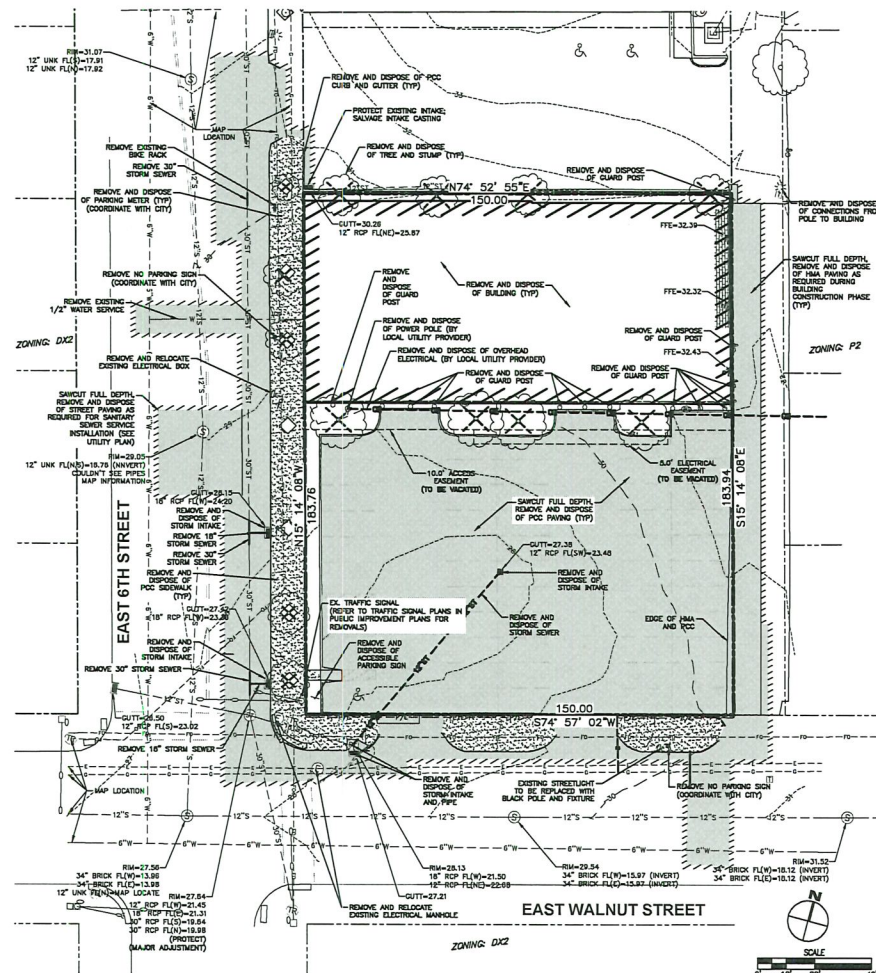 RIM=31.07
12" UNK FL(S)=17.91
12" UNK FL(N)=17.92
MAP
LOCATION
REMOVE EXISTING
BIKE RACK
REMOVE 30"
STORM SEWER
REMOVE AND DISPOSE
OF PARKING METER (TYP)
(COORDINATE WITH CITY)
REMOVE NO PARKING SIGN
(COORDINATE WITH CITY)
REMOVE EXISTING
1/2" WATER SERVICE
ZONING: DX2
REMOVE AND RELOCATE
EXISTING ELECTRICAL BOX
SAWCUT FULL DEPTH,
REMOVE AND DISPOSE
OF STREET PAVING AS
REQUIRED FOR SANITARY
SEWER SERVICE
INSTALLATION (SEE
UTILITY PLAN)
RIM=29.05
12" UNK FL(N/S)=18.78 (NNVERT)
COULDN'T SEE PIPES
MAP INFORMATION
GUTT=28.15
18" RCP FL(W)=24.20
REMOVE AND
DISPOSE OF
STORM INTAKE
REMOVE 18"
STORM SEWER
REMOVE 30"
STORM SEWER
REMOVE AND
DISPOSE OF
PCC SIDEWALK
(TYP)
EAST 6TH STREET
18" RCP
REMOVE AND
DISPOSE OF
STORM INTAKE
REMOVE 30" STORM SEWER
GUTT=26.50
12" RCP FL(S)=23.02
REMOVE 18" STORM SEWER
MAP LOCATION
REMOVE AND DISPOSE OF PCC
CURB AND GUTTER (TYP)
PROTECT EXISTING INTAKE;
SALVAGE INTAKE CASTING
REMOVE AND DISPOSE
OF TREE AND STUMP (TYP)
REMOVE AND DISPOSE
OF GUARD POST
N74° 52' 55"E
150.00
GUTT=30.26
12" RCP FL(NE)=25.87
FFE=32.39
REMOVE AND DISPOSE
OF CONNECTIONS FROM
POLE TO BUILDING
SAWCUT FULL DEPTH,
REMOVE AND DISPOSE
OF HMA PAVING AS
REQUIRED DURING
BUILDING
CONSTRUCTION PHASE
(TYP)
REMOVE
AND
DISPOSE
OF GUARD
POST
REMOVE AND DISPOSE
OF BUILDING (TYP)
FFE=32.32
REMOVE AND DISPOSE
OF POWER POLE (BY
LOCAL UTILITY PROVIDER)
REMOVE AND DISPOSE
OF GUARD POST
REMOVE AND DISPOSE OF OVERHEAD
ELECTRICAL (BY LOCAL UTILITY PROVIDER)
FFE=32.43
ZONING: P2
REMOVE AND DISPOSE
OF GUARD POST
REMOVE AND DISPOSE
OF GUARD POST
10.0' ACCESS
EASEMENT
(TO BE VACATED)
5.0' ELECTRICAL
EASEMENT
(TO BE VACATED)
N15° 14' 08"W
183.76
183.94
S15° 14' 08"E
SAWCUT FULL DEPTH,
REMOVE AND DISPOSE
OF PCC PAVING (TYP)
GUTT=27.38
12" RCP FL(SW)=23.48
REMOVE AND
DISPOSE OF
STORM INTAKE
EX. TRAFFIC SIGNAL
(REFER TO TRAFFIC SIGNAL PLANS IN
PUBLIC IMPROVEMENT PLANS FOR
REMOVALS)
REMOVE AND
DISPOSE OF
STORM SEWER
EDGE OF HMA
AND PCC
REMOVE AND
DISPOSE OF
ACCESSIBLE
PARKING SIGN
150.00
S74° 57' 02"W
REMOVE AND
DISPOSE OF
STORM INTAKE
AND PIPE
EXISTING STREETLIGHT
TO BE REPLACED WITH
BLACK POLE AND FIXTURE
REMOVE NO PARKING SIGN
(COORDINATE WITH CITY)
RIM=27.56
34" BRICK FL(W)=13.96
34" BRICK FL(E)=13.98
12" UNK FL(N)=MAP LOCATE
RIM=27.64
12" RCP FL(W)=21.45
18" RCP FL(E)=21.31
30" RCP FL(S)=19.64
30" RCP FL(N)=19.98
(PROTECT)
(MAJOR ADJUSTMENT)
RIM=28.13
18" RCP FL(W)=21.50
12" RCP FL(NE)=22.68
GUTT=27.21
REMOVE AND RELOCATE
EXISTING ELECTRICAL MANHOLE
RIM=29.54
34" BRICK FL(W)=15.97 (INVERT)
34" BRICK FL(E)=15.97 (INVERT)
RIM=31.52
34" BRICK FL(W)=18.12 (INVERT)
34" BRICK FL(E)=18.12 (INVERT)
EAST WALNUT STREET
ZONING: DX2
N
SCALE